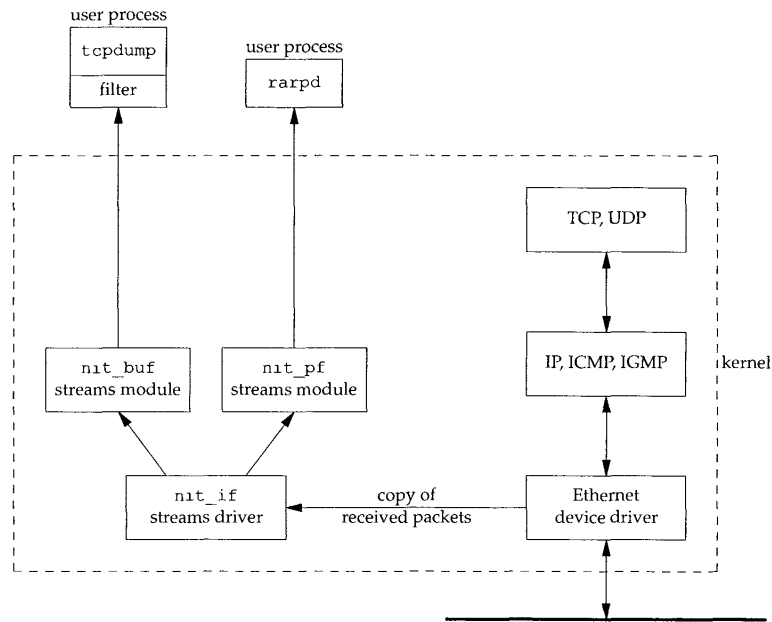 user process
tcpdump
filter
user process
rarpd
TCP, UDP
nit_buf
streams module
nit_pf
streams module
IP, ICMP, IGMP
kernel
nit_if
streams driver
copy of
received packets
Ethernet
device driver